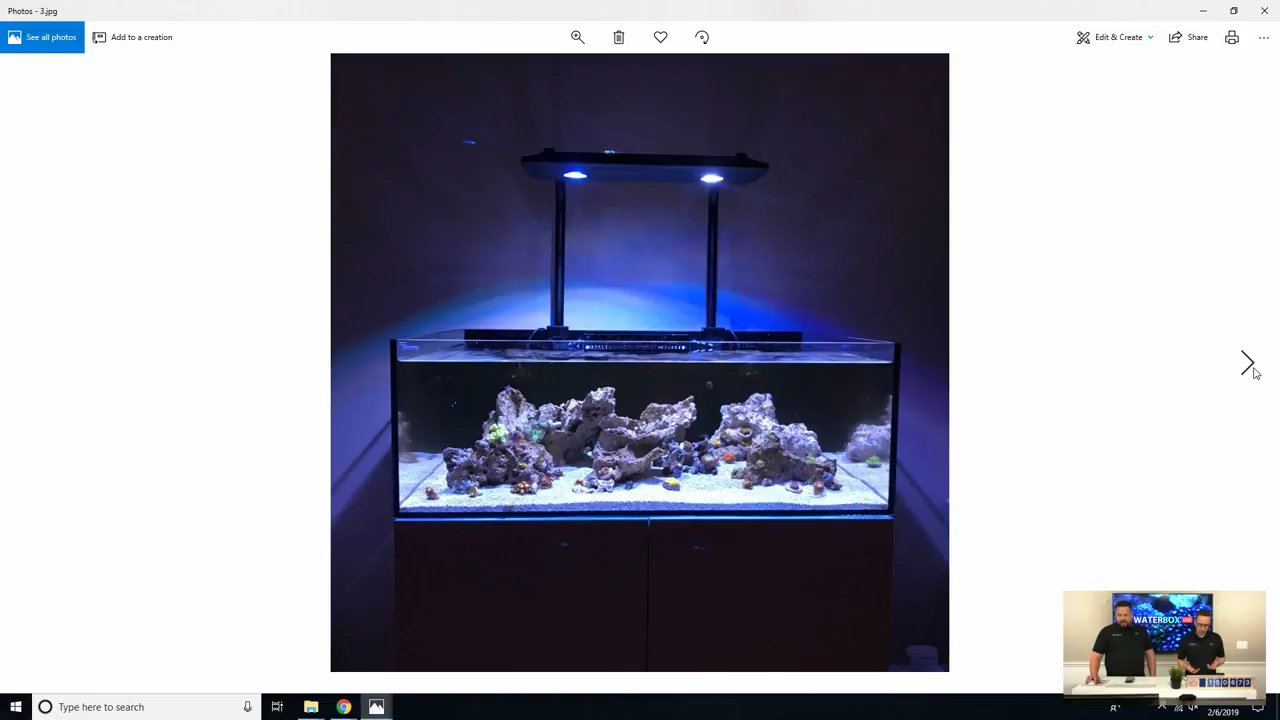 Photos - 3.jpg
See all photos
Add to a creation
Edit & Create
Share
WATERBOX
Type here to search
2/6/2019